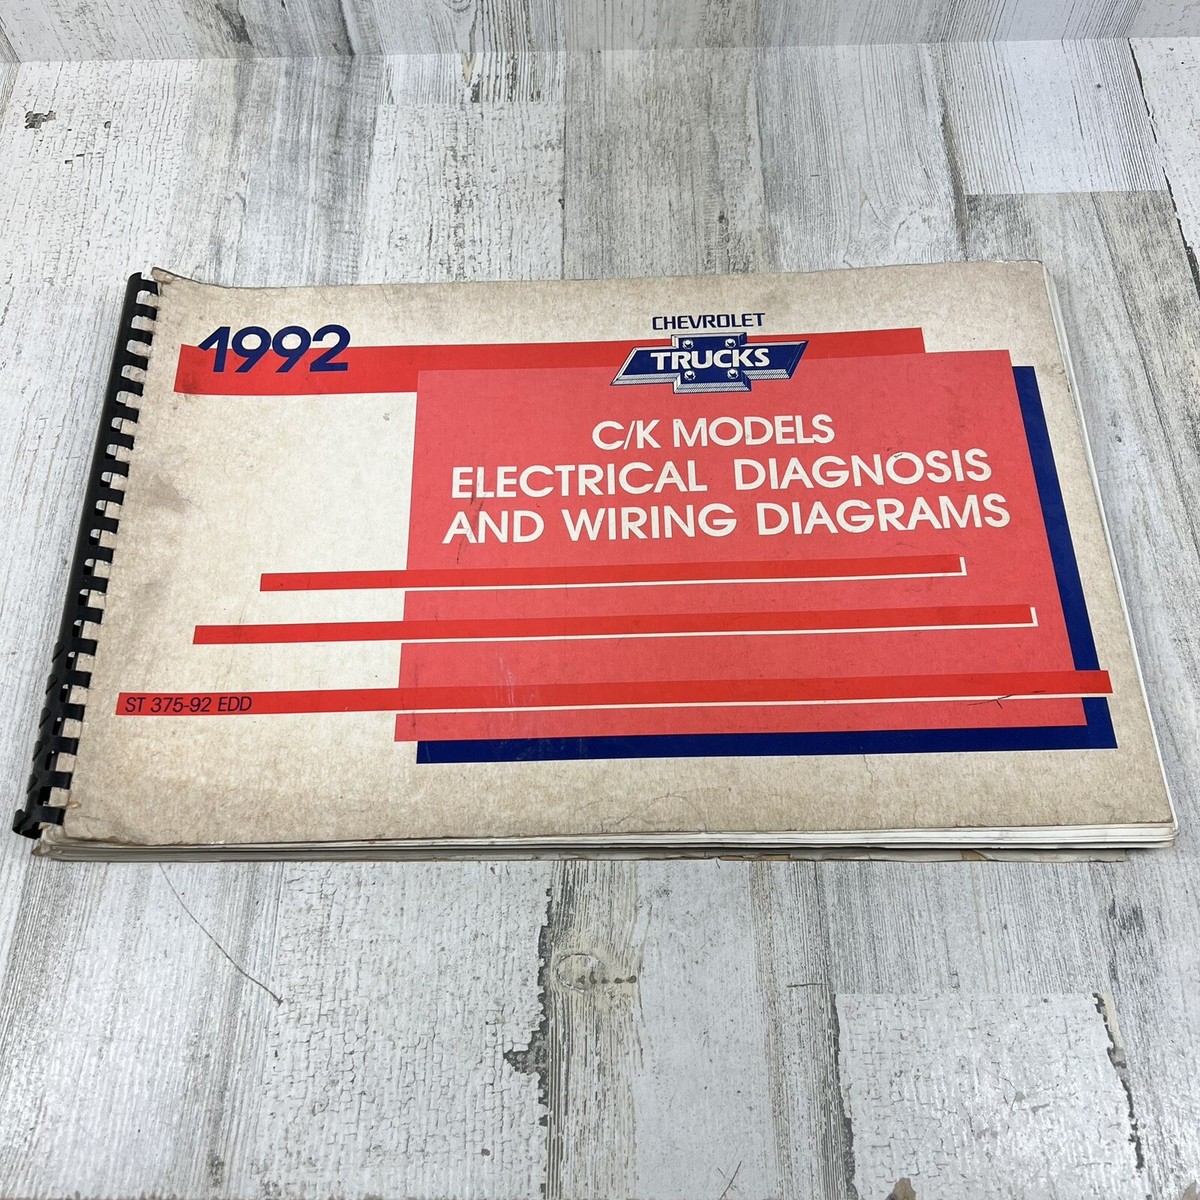 1992
CHEVROLET
TRUCKS
C/K MODELS
ELECTRICAL DIAGNOSIS
AND WIRING DIAGRAMS
ST 375-92 EDD